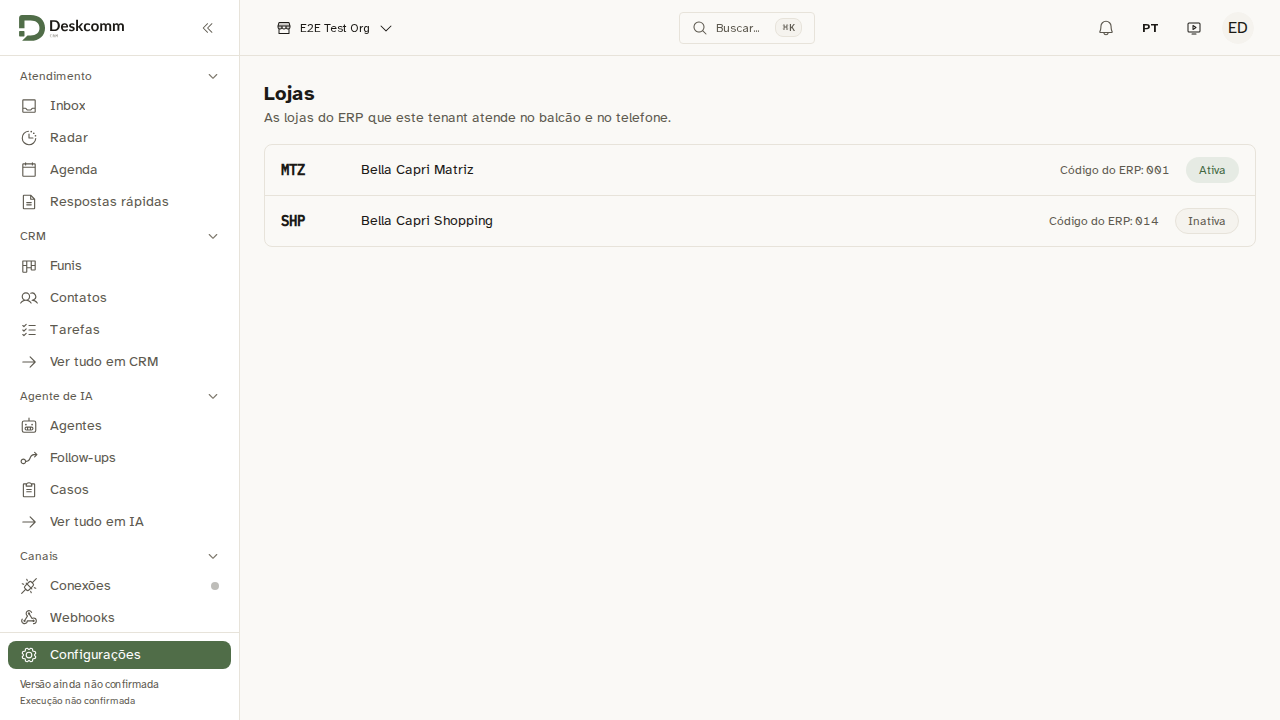 Deskcomm
E2E Test Org
Buscar...
⌘K
PT
ED
Atendimento
Inbox
Radar
Agenda
Respostas rápidas
CRM
Funis
Contatos
Tarefas
Ver tudo em CRM
Agente de IA
Agentes
Follow-ups
Casos
Ver tudo em IA
Canais
Conexões
Webhooks
Configurações
Versão ainda não confirmada
Execução não confirmada
Lojas
As lojas do ERP que este tenant atende no balcão e no telefone.
MTZ Bella Capri Matriz Código do ERP: 001 Ativa
SHP Bella Capri Shopping Código do ERP: 014 Inativa